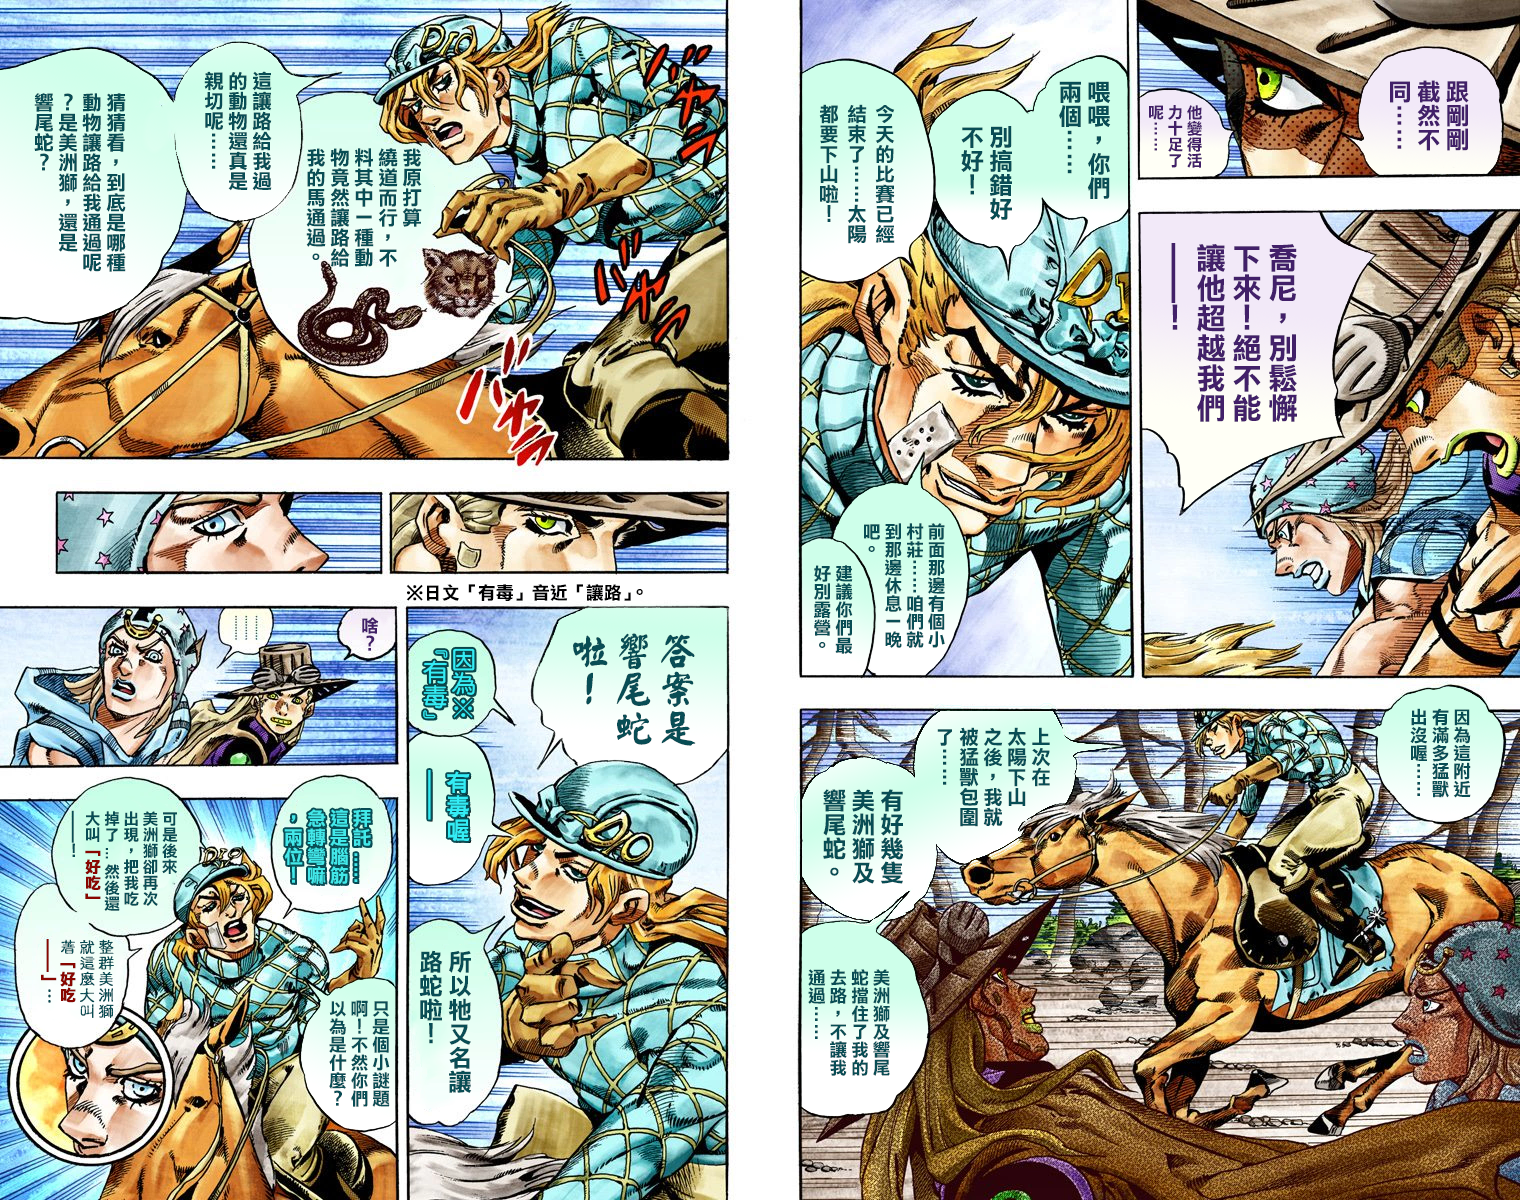 跟剛剛
截然不
同……
他變得活
力十足了
呢……
喬尼，別鬆懈
下來！絕不能
讓他超越我們
——！
喂喂，你們
兩個……
別搞錯好
不好！
今天的比賽已經
結束了……太陽
都要下山啦！
前面那邊有個小
村莊……咱們就
到那邊休息一晚
吧。
建議你們最
好別露營。
因為這附近
有滿多猛獸
出沒喔……
上次在
太陽下山
之後，我就
被猛獸包圍
了……
有好幾隻
美洲獅及
響尾蛇。
美洲獅及響尾
蛇擋住了我的
去路，不讓我
通過……
我原打算
繞道而行，不
料其中一種動
物竟然讓路給
我的馬通過。
這讓路給我過
的動物還真是
親切呢……
猜猜看，到底是哪種
動物讓路給我通過呢
？是美洲獅，還是
響尾蛇？
バ
ヤ
ラ
バ
ヤ
ラ
バ
ヤ
ラ
※日文「有毒」音近「讓路」。
答案是
響尾蛇
啦！
因為※
『有毒』
有毒喔
——
所以牠又名讓
路蛇啦！
啥？
……
拜託……
這是腦筋
急轉彎嘛
，兩位！
可是後來
美洲獅卻再次
出現，把我吃
掉了…然後還
大叫「好吃」
——！
整群美洲獅
就這麼大叫
著「好吃
——」…
只是個小謎題
啊！不然你們
以為是什麼？
DIO
DIO
DIO
DIO